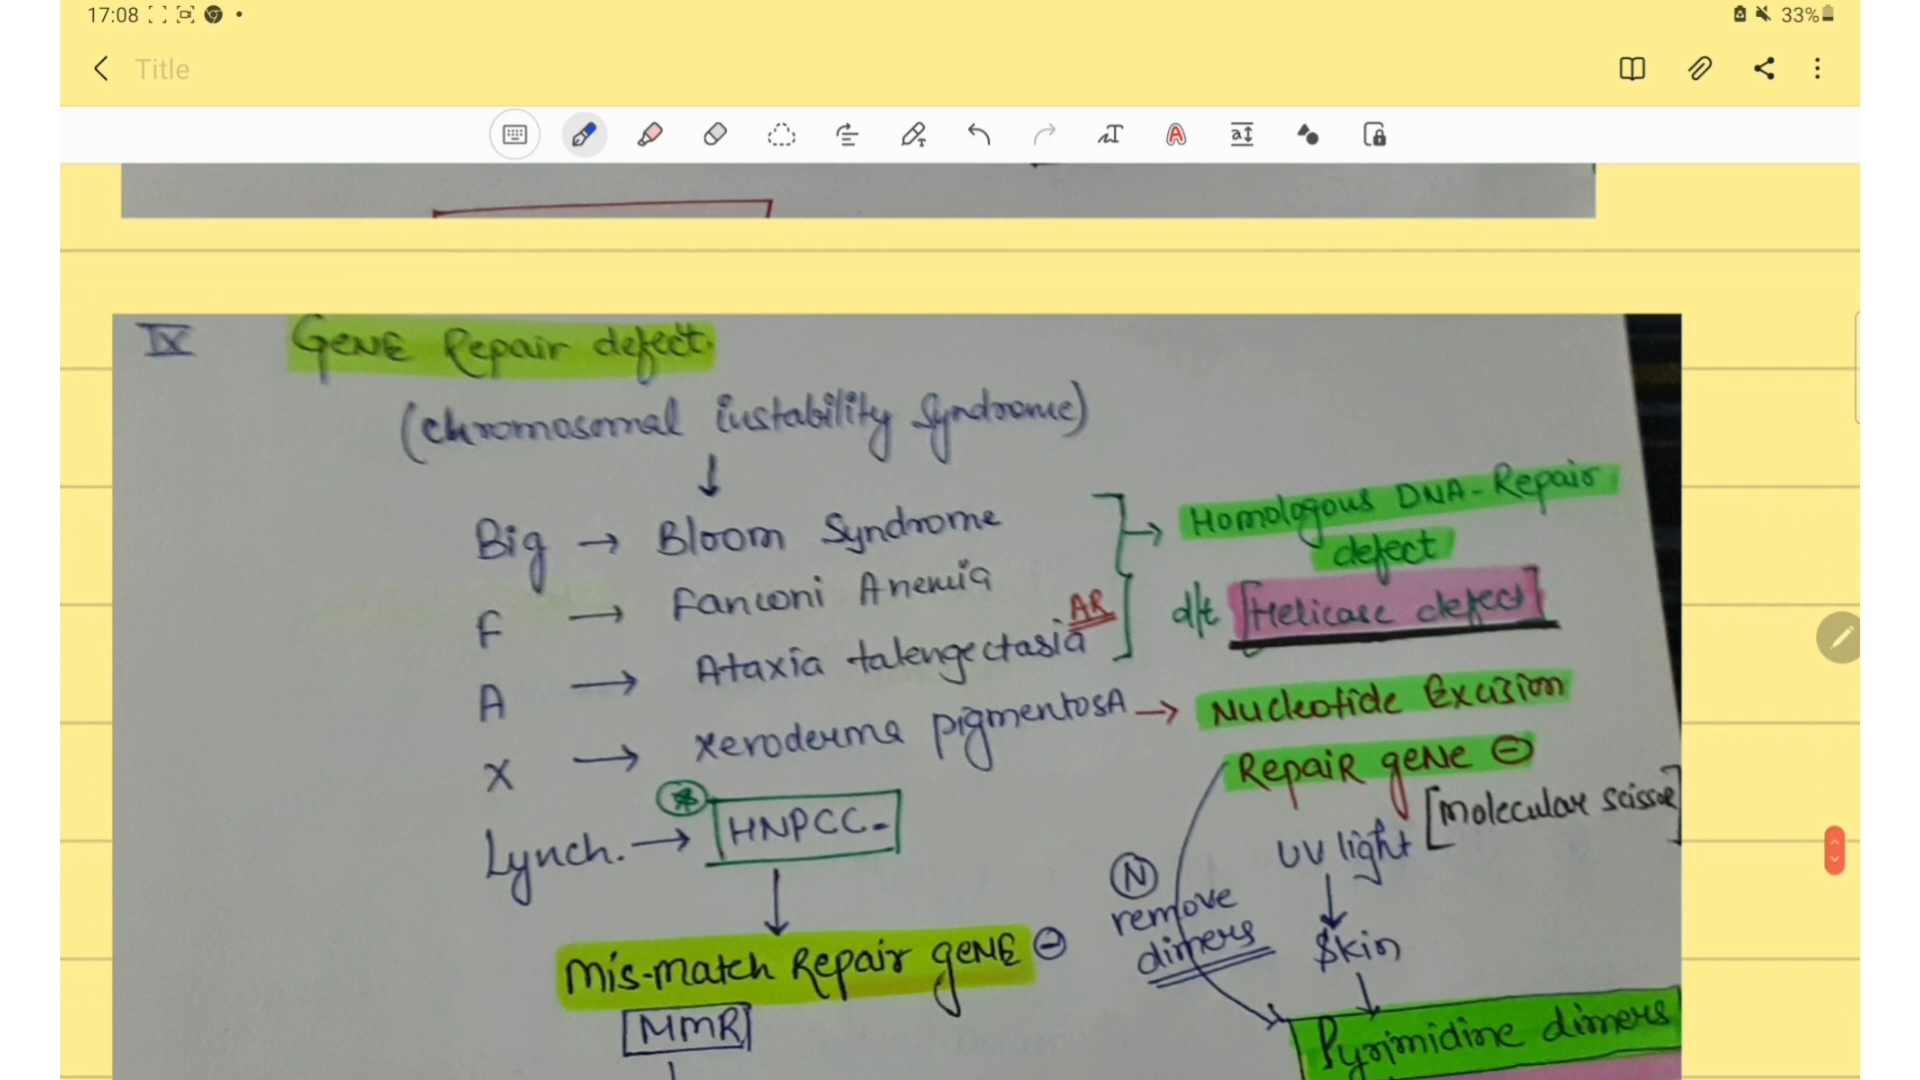 17:08
33%
Title
IV Gene Repair defect.
(chromosomal instability Syndrome)
Big → Bloom Syndrome
F → Fanconi Anemia
A → Ataxia talengectasia
AR
Homologous DNA-Repair
defect
d/t [Helicase defect]
X → xeroderma pigmentosA → Nucleotide Excision
Repair gene ⊖
[Molecular scissor]
Lynch. → HNPCC
Mis-match Repair gene ⊖
MMR
UV light
↓
Skin
↓
Pyrimidine dimers
N
remove
dimers